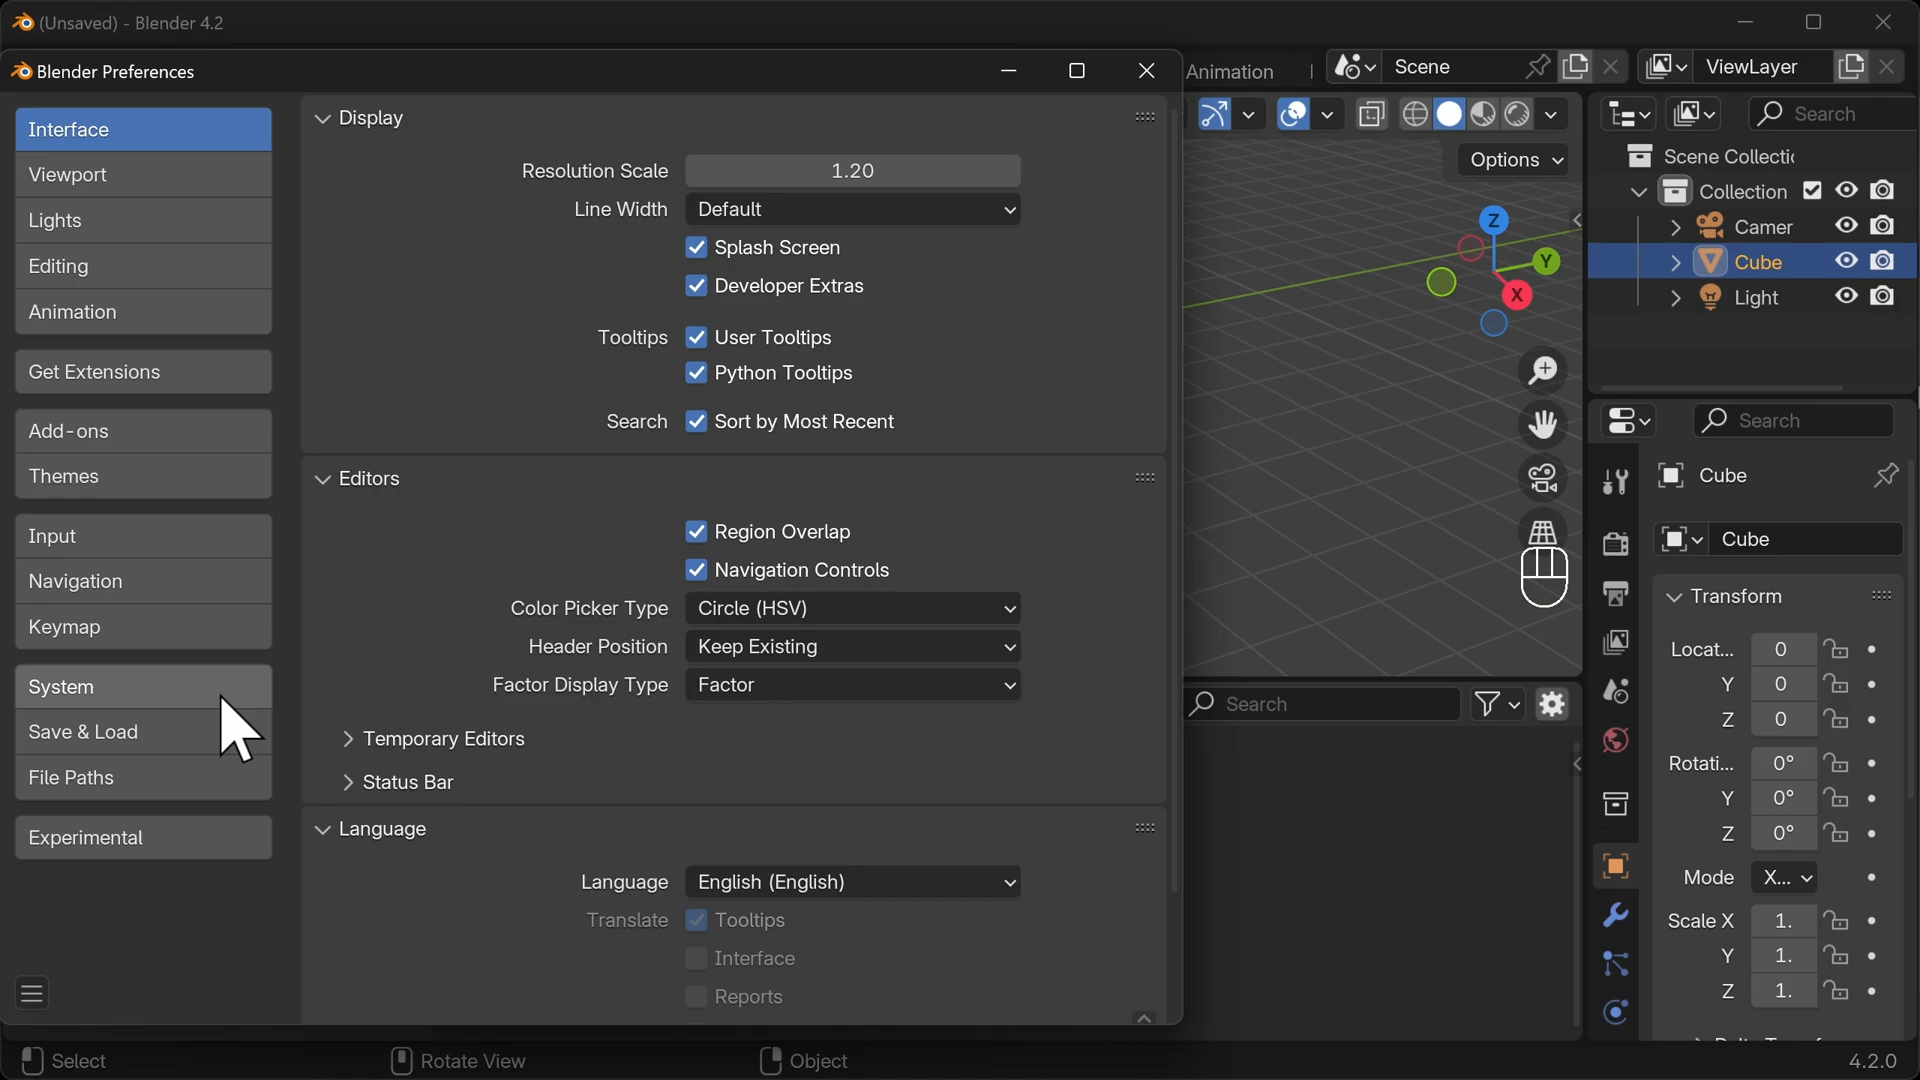 (Unsaved) - Blender 4.2
Blender Preferences
Animation
Scene
ViewLayer
Interface
Viewport
Lights
Editing
Animation
Get Extensions
Add-ons
Themes
Input
Navigation
Keymap
System
Save & Load
File Paths
Experimental
Display
Resolution Scale 1.20
Line Width Default
Splash Screen
Developer Extras
Tooltips User Tooltips
Python Tooltips
Search Sort by Most Recent
Editors
Region Overlap
Navigation Controls
Color Picker Type Circle (HSV)
Header Position Keep Existing
Factor Display Type Factor
Temporary Editors
Status Bar
Language
Language English (English)
Translate Tooltips
Interface
Reports
Options
Z
Y
X
Search
Search
Scene Collectic
Collection
Camer
Cube
Light
Search
Cube
Cube
Transform
Locat... 0
Y 0
Z 0
Rotati... 0°
Y 0°
Z 0°
Mode X...
Scale X 1.
Y 1.
Z 1.
Select
Rotate View
Object
4.2.0